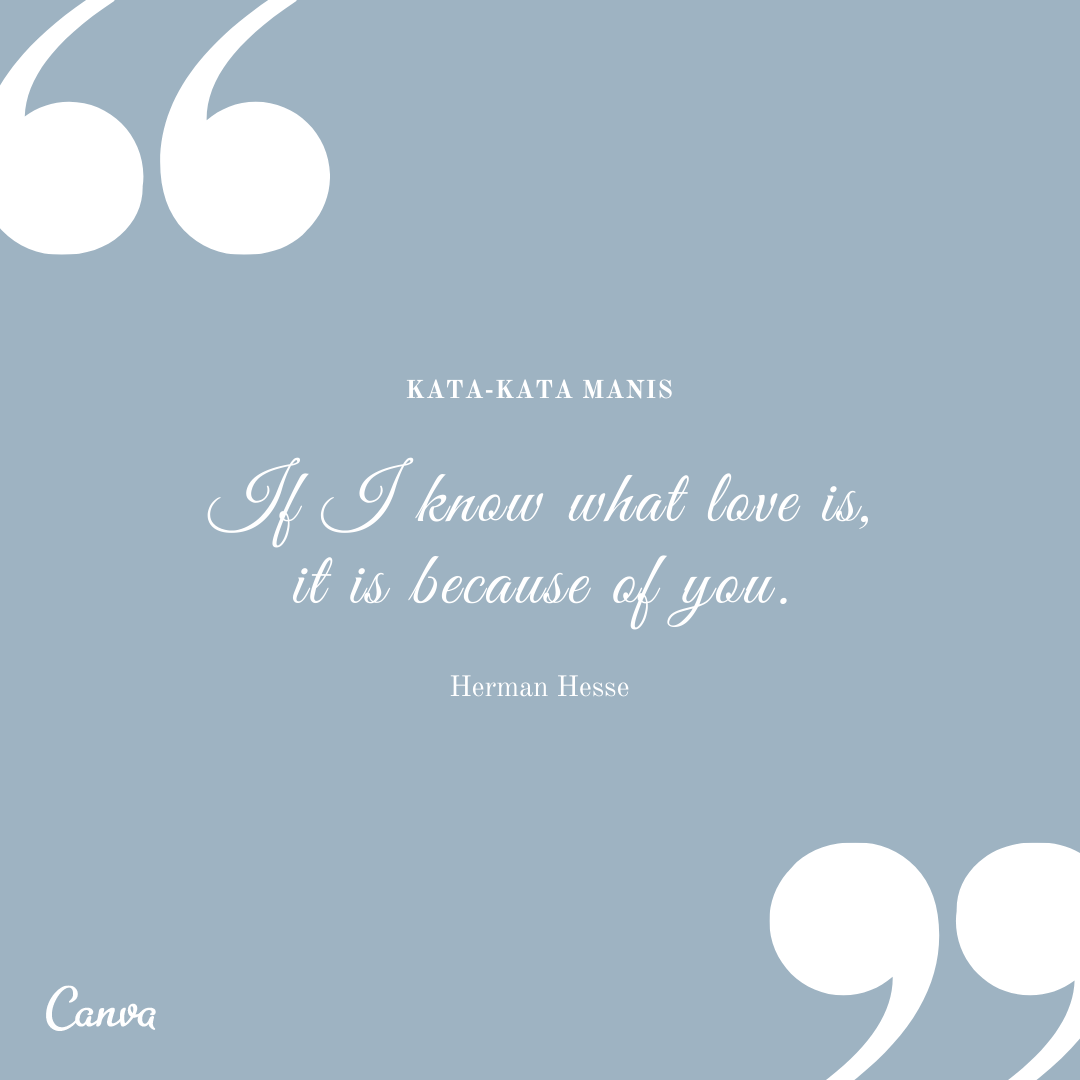 KATA-KATA MANIS
If I know what love is,
it is because of you.
Herman Hesse
Canva